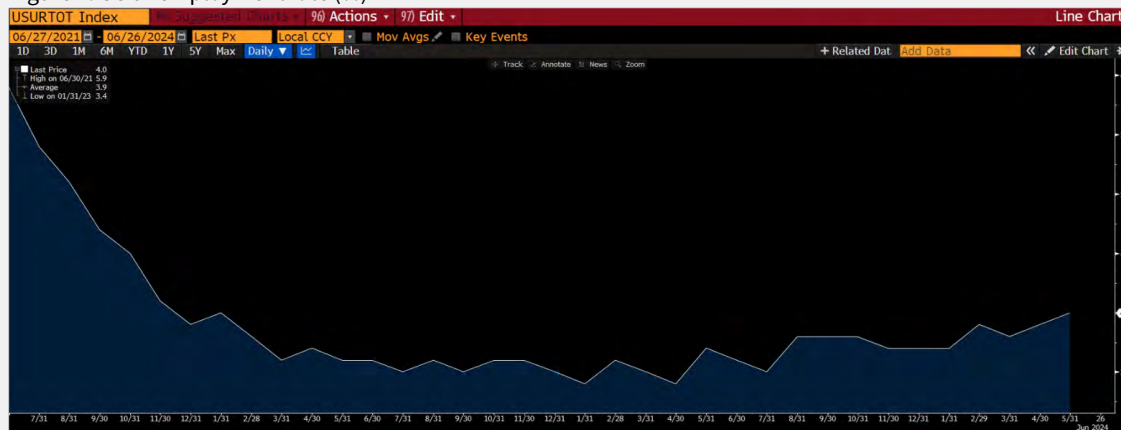 USURTOT Index 96) Actions 97) Edit Line Chart
06/27/2021 - 06/26/2024 Last Px Local CCY Mov Avgs Key Events
1D 3D 1M 6M YTD 1Y 5Y Max Daily ▼ Table + Related Dat Add Data « Edit Chart
Track Annotate News Zoom
Last Price 4.0
High on 06/30/21 5.9
Average 3.9
Low on 01/31/23 3.4
7/31 8/31 9/30 10/31 11/30 12/31 1/31 2/28 3/31 4/30 5/31 6/30 7/31 8/31 9/30 10/31 11/30 12/31 1/31 2/28 3/31 4/30 5/31 6/30 7/31 8/31 9/30 10/31 11/30 12/31 1/31 2/29 3/31 4/30 5/31 26
Jun 2024